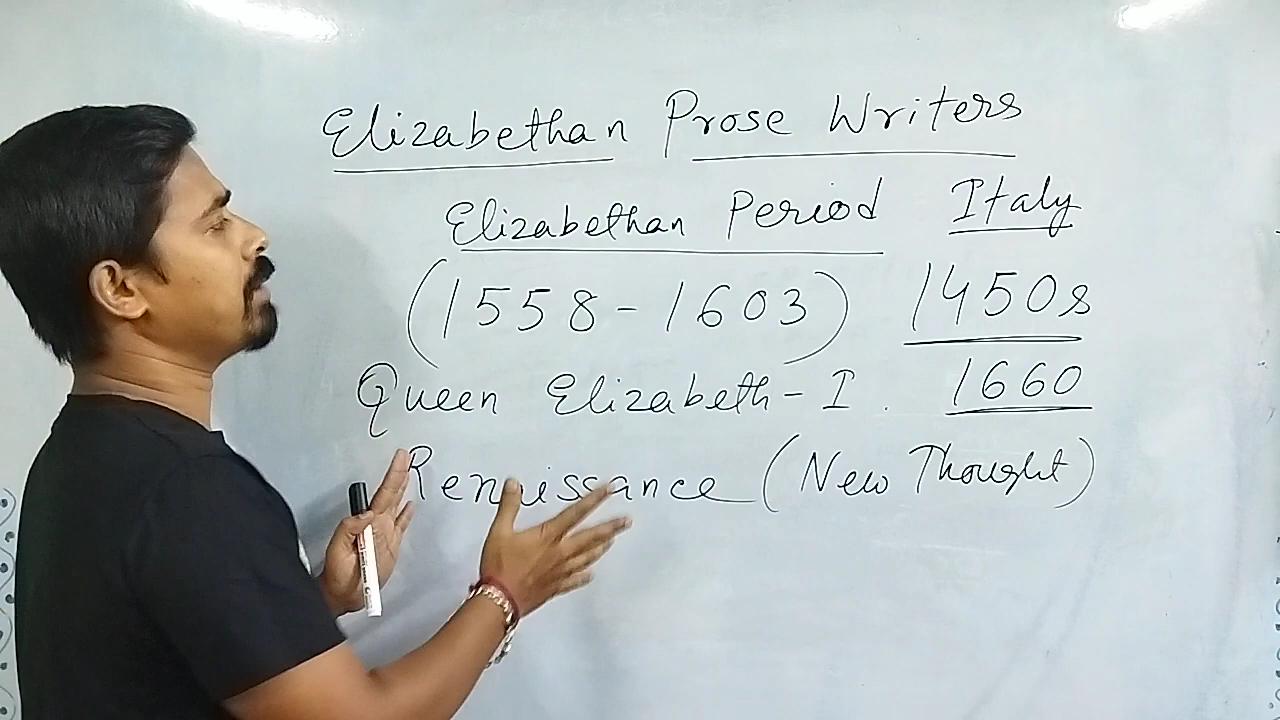 Elizabethan Prose Writers
Elizabethan Period Italy
(1558-1603) 1450s
Queen Elizabeth-I. 1660
Renaissance (New Thought)